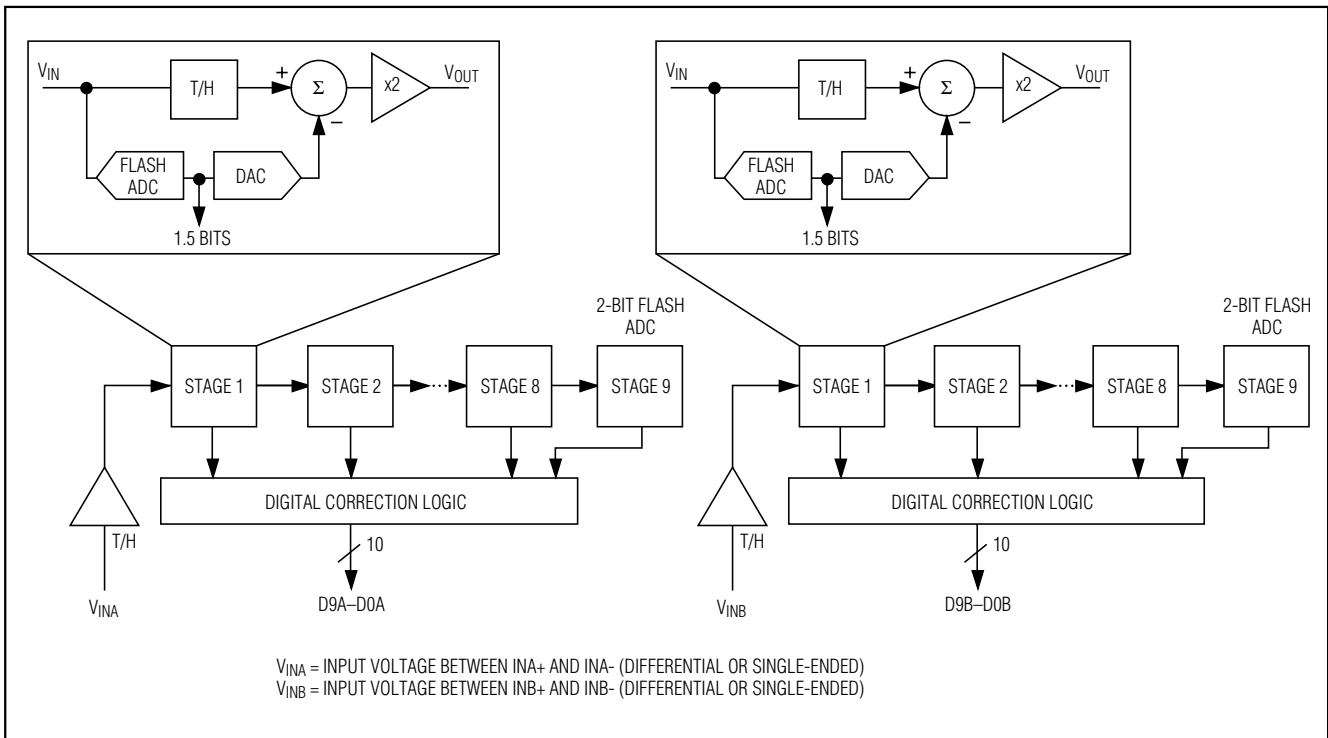 VIN
T/H
+
Σ
–
x2
VOUT
FLASH
ADC
DAC
1.5 BITS
VIN
T/H
+
Σ
–
x2
VOUT
FLASH
ADC
DAC
1.5 BITS
2-BIT FLASH
ADC
STAGE 1
STAGE 2
...
STAGE 8
STAGE 9
2-BIT FLASH
ADC
STAGE 1
STAGE 2
...
STAGE 8
STAGE 9
DIGITAL CORRECTION LOGIC
T/H
10
VINA
D9A–D0A
DIGITAL CORRECTION LOGIC
T/H
10
VINB
D9B–D0B
VINA = INPUT VOLTAGE BETWEEN INA+ AND INA- (DIFFERENTIAL OR SINGLE-ENDED)
VINB = INPUT VOLTAGE BETWEEN INB+ AND INB- (DIFFERENTIAL OR SINGLE-ENDED)